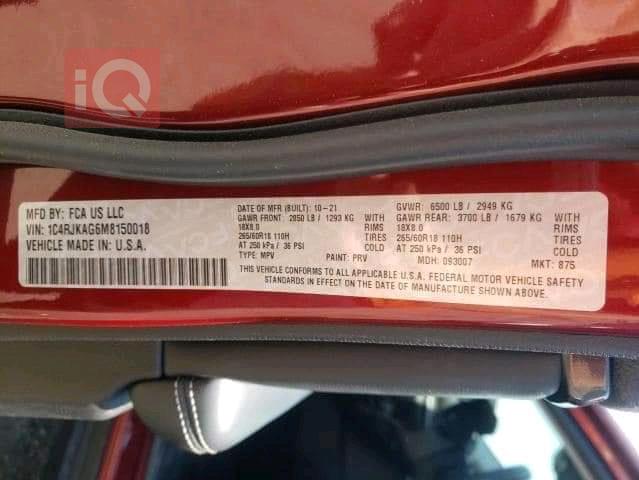 iQ
MFD BY: FCA US LLC
VIN: 1C4RJKAG6M8150018
VEHICLE MADE IN: U.S.A.
DATE OF MFR (BUILT): 10-21
GAWR FRONT: 2850 LB / 1293 KG WITH
18X8.0 RIMS
265/60R18 110H TIRES
AT 250 kPa / 36 PSI COLD
TYPE: MPV PAINT: PRV
GVWR: 6500 LB / 2949 KG
GAWR REAR: 3700 LB / 1679 KG WITH
18X8.0 RIMS
265/60R18 110H TIRES
AT 250 kPa / 36 PSI COLD
MDH: 093007 MKT: 875
THIS VEHICLE CONFORMS TO ALL APPLICABLE U.S.A. FEDERAL MOTOR VEHICLE SAFETY
STANDARDS IN EFFECT ON THE DATE OF MANUFACTURE SHOWN ABOVE.